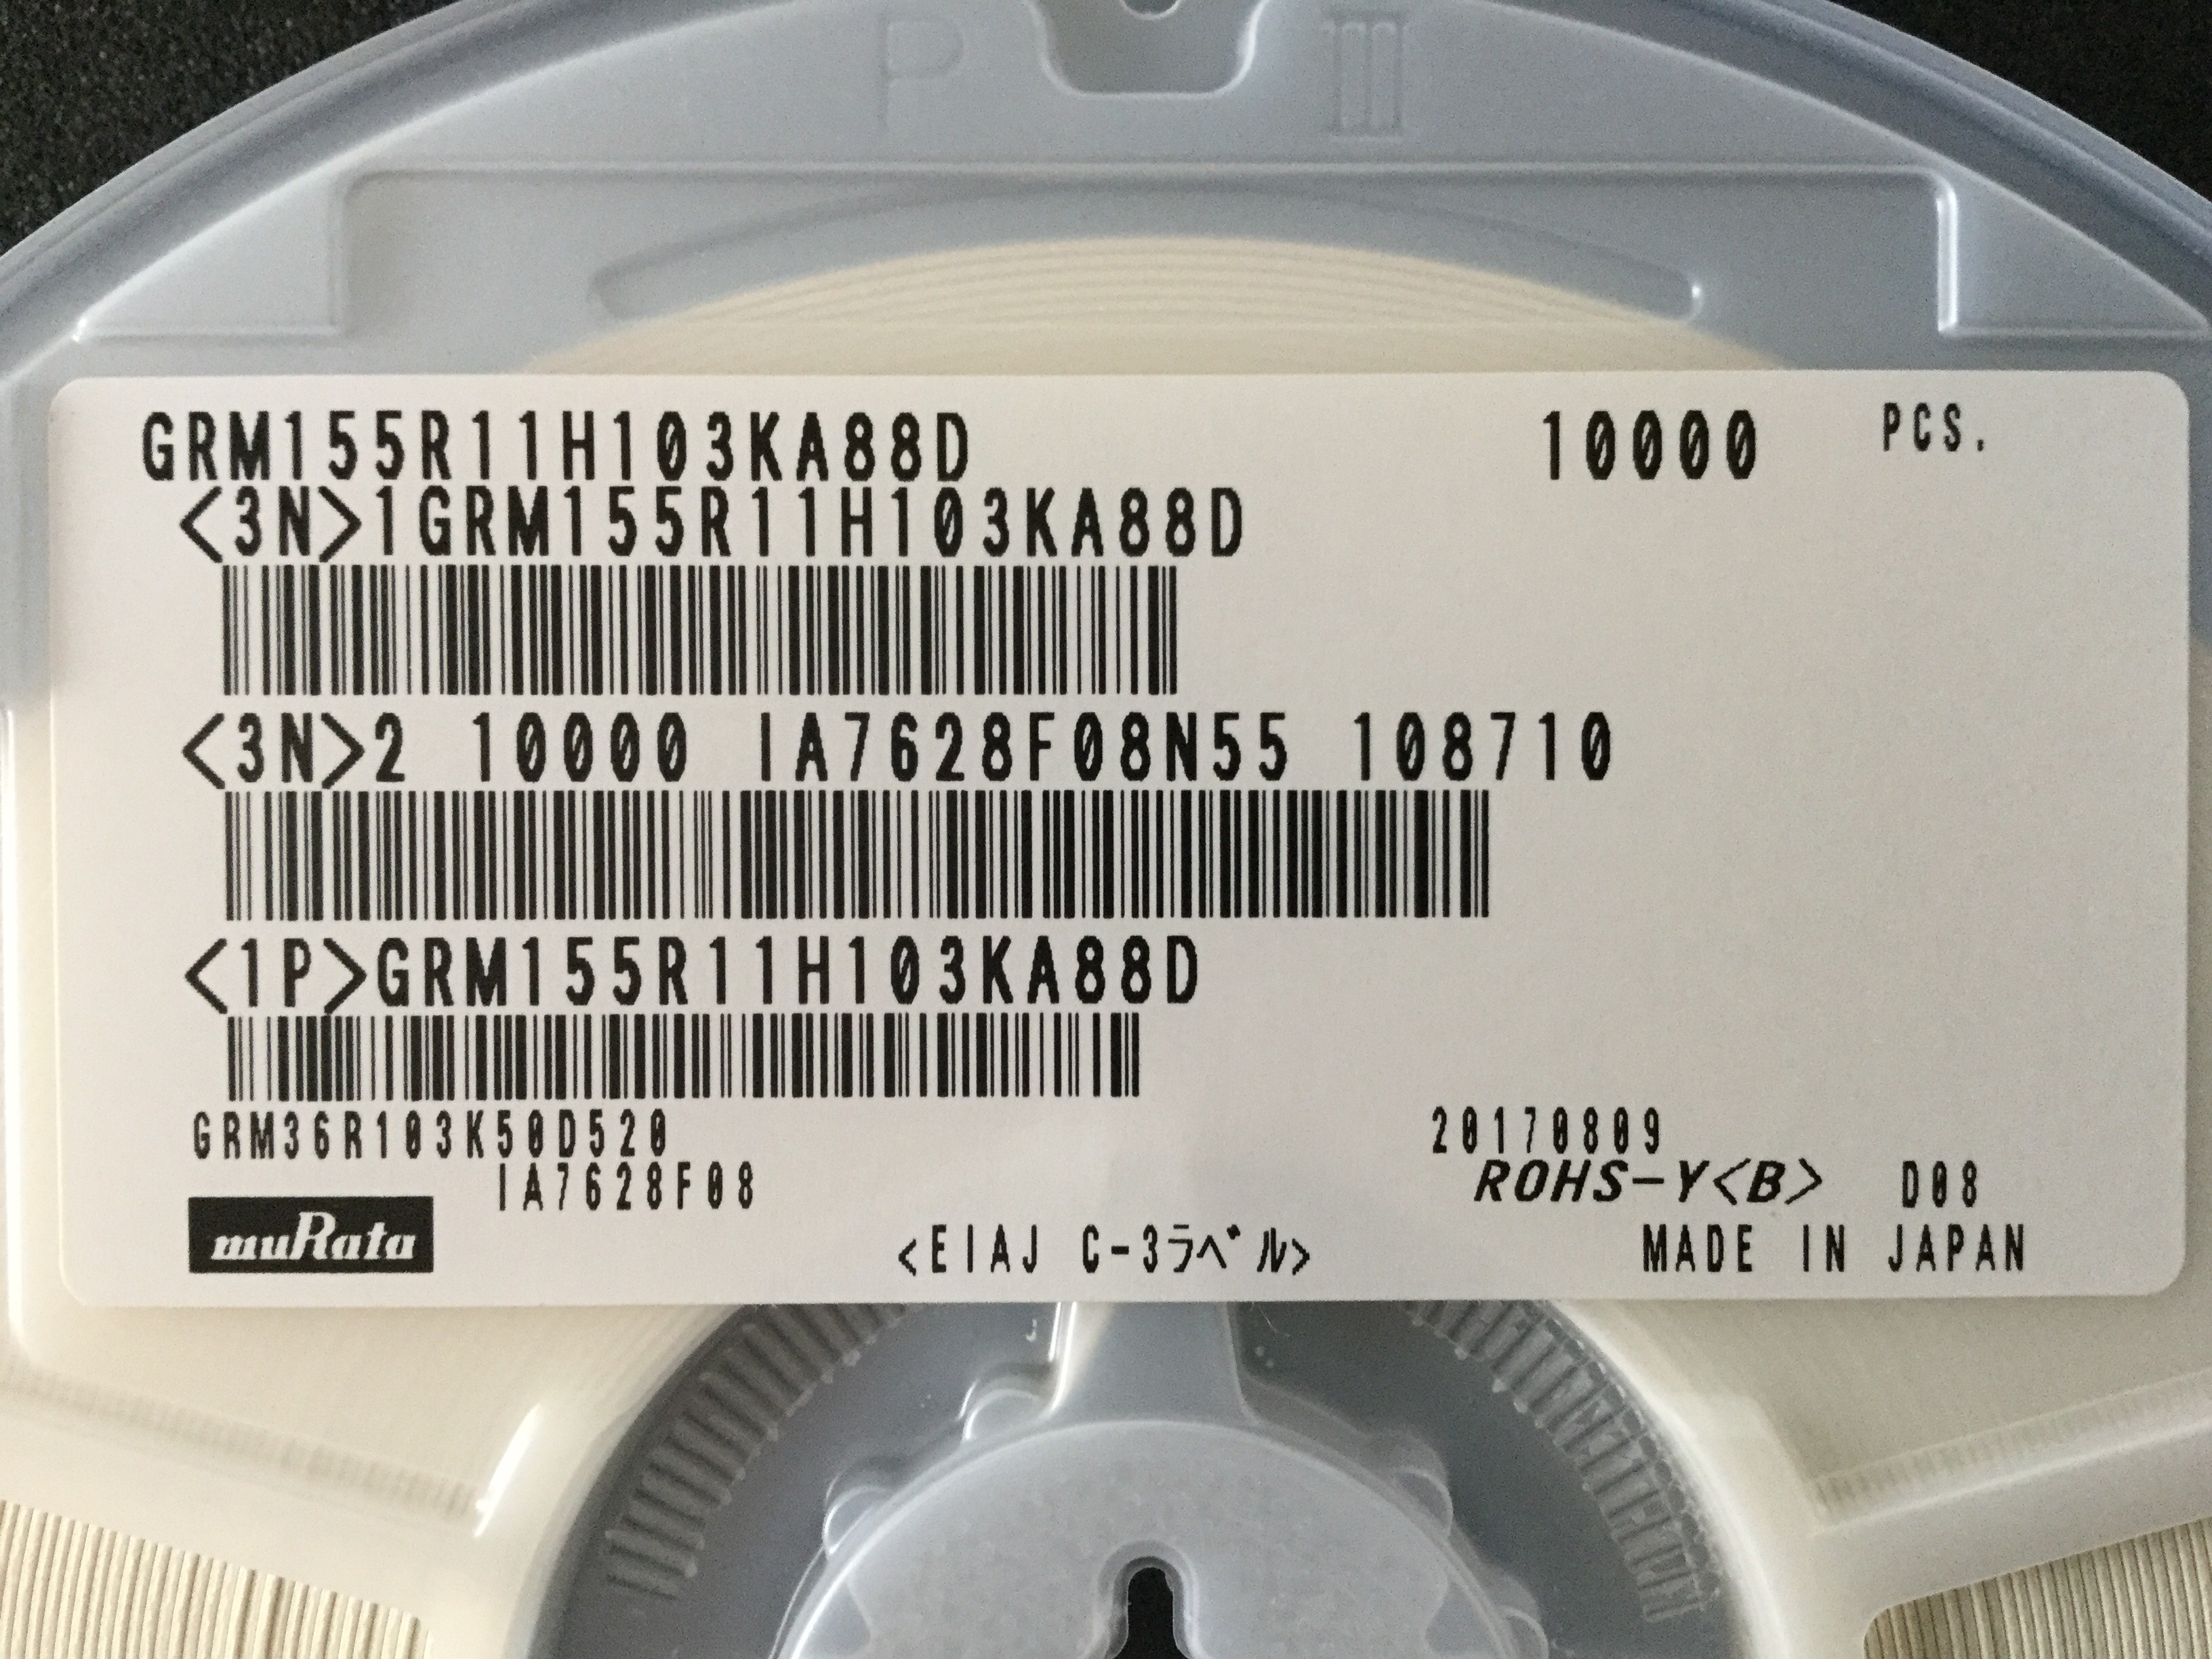 P III
GRM155R11H103KA88D 10000 PCS.
<3N>1GRM155R11H103KA88D
<3N>2 10000 IA7628F08N55 108710
<1P>GRM155R11H103KA88D
GRM36R103K50D520 20170809
IA7628F08 ROHS-Y<B> D08
muRata <EIAJ C-3ラベル> MADE IN JAPAN